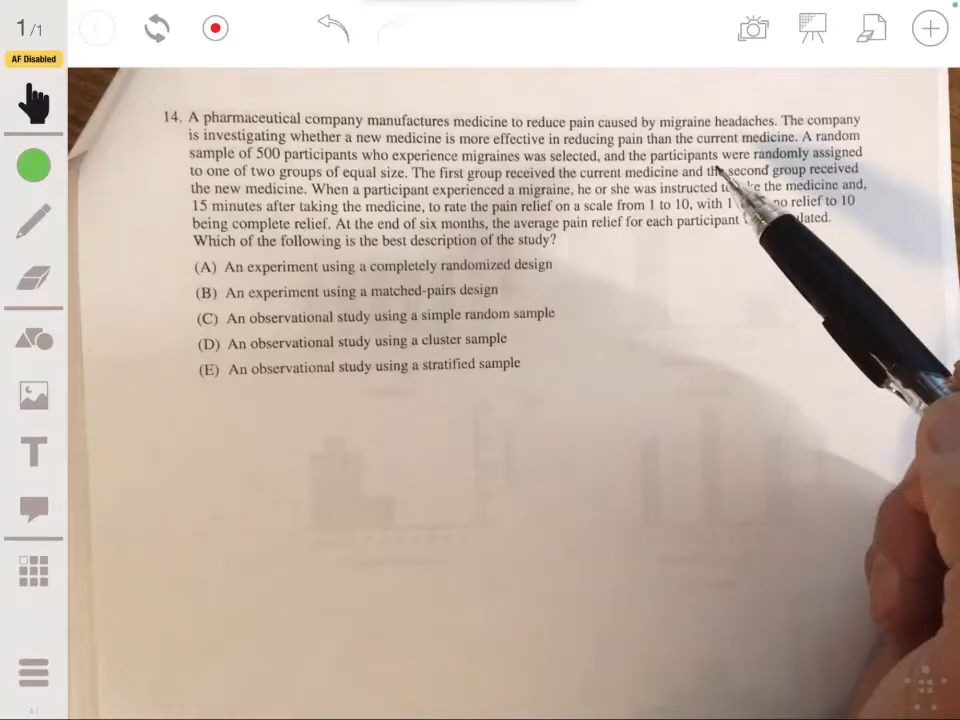 1/1
AF Disabled
14. A pharmaceutical company manufactures medicine to reduce pain caused by migraine headaches. The company
is investigating whether a new medicine is more effective in reducing pain than the current medicine. A random
sample of 500 participants who experience migraines was selected, and the participants were randomly assigned
to one of two groups of equal size. The first group received the current medicine and the second group received
the new medicine. When a participant experienced a migraine, he or she was instructed the medicine and,
15 minutes after taking the medicine, to rate the pain relief on a scale from 1 to 10, with 1 no relief to 10
being complete relief. At the end of six months, the average pain relief for each participant
Which of the following is the best description of the study?
(A) An experiment using a completely randomized design
(B) An experiment using a matched-pairs design
(C) An observational study using a simple random sample
(D) An observational study using a cluster sample
(E) An observational study using a stratified sample
T